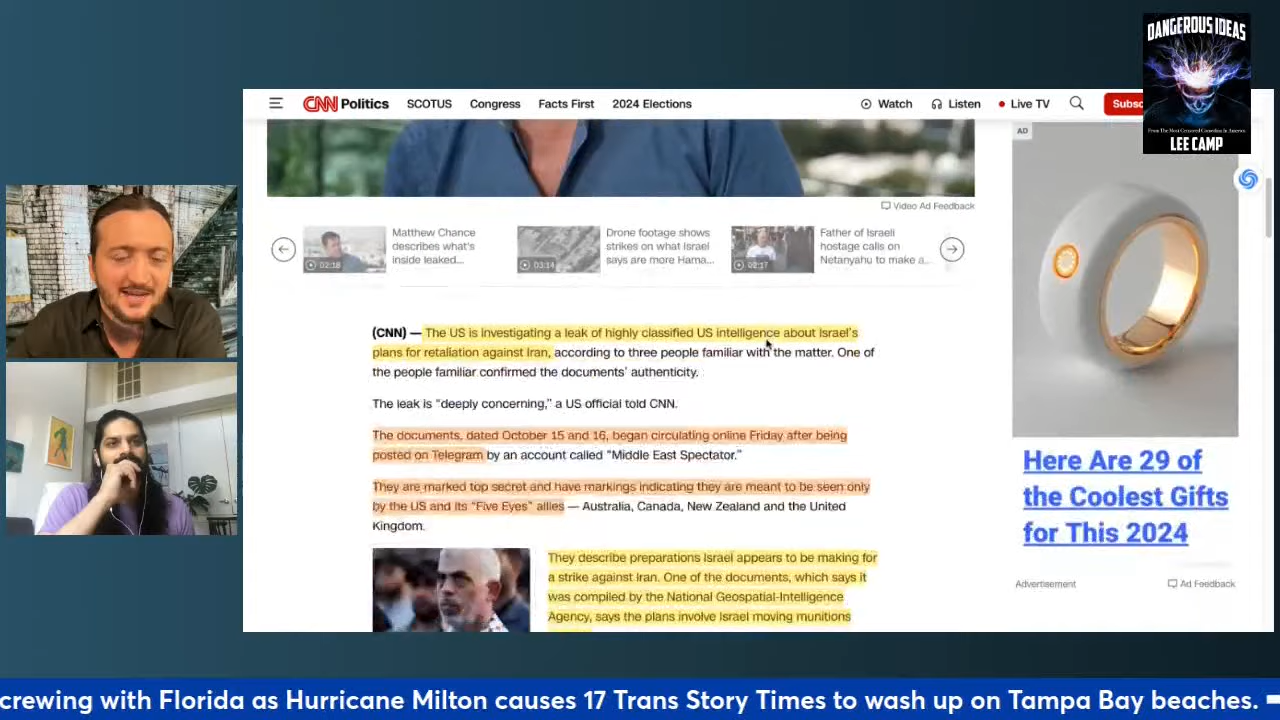 DANGEROUS IDEAS
From The Most Censored Comedian In America
LEE CAMP
CNN Politics SCOTUS Congress Facts First 2024 Elections Watch Listen Live TV Subsc
AD
Video Ad Feedback
Matthew Chance
describes what's
inside leaked...
02:18
Drone footage shows
strikes on what Israel
says are more Hama...
03:14
Father of Israeli
hostage calls on
Netanyahu to make a...
02:17
(CNN) — The US is investigating a leak of highly classified US intelligence about Israel's
plans for retaliation against Iran, according to three people familiar with the matter. One of
the people familiar confirmed the documents' authenticity.
The leak is “deeply concerning,” a US official told CNN.
The documents, dated October 15 and 16, began circulating online Friday after being
posted on Telegram by an account called “Middle East Spectator.”
They are marked top secret and have markings indicating they are meant to be seen only
by the US and its “Five Eyes” allies — Australia, Canada, New Zealand and the United
Kingdom.
They describe preparations Israel appears to be making for
a strike against Iran. One of the documents, which says it
was compiled by the National Geospatial-Intelligence
Agency, says the plans involve Israel moving munitions
Here Are 29 of
the Coolest Gifts
for This 2024
Advertisement Ad Feedback
crewing with Florida as Hurricane Milton causes 17 Trans Story Times to wash up on Tampa Bay beaches. -